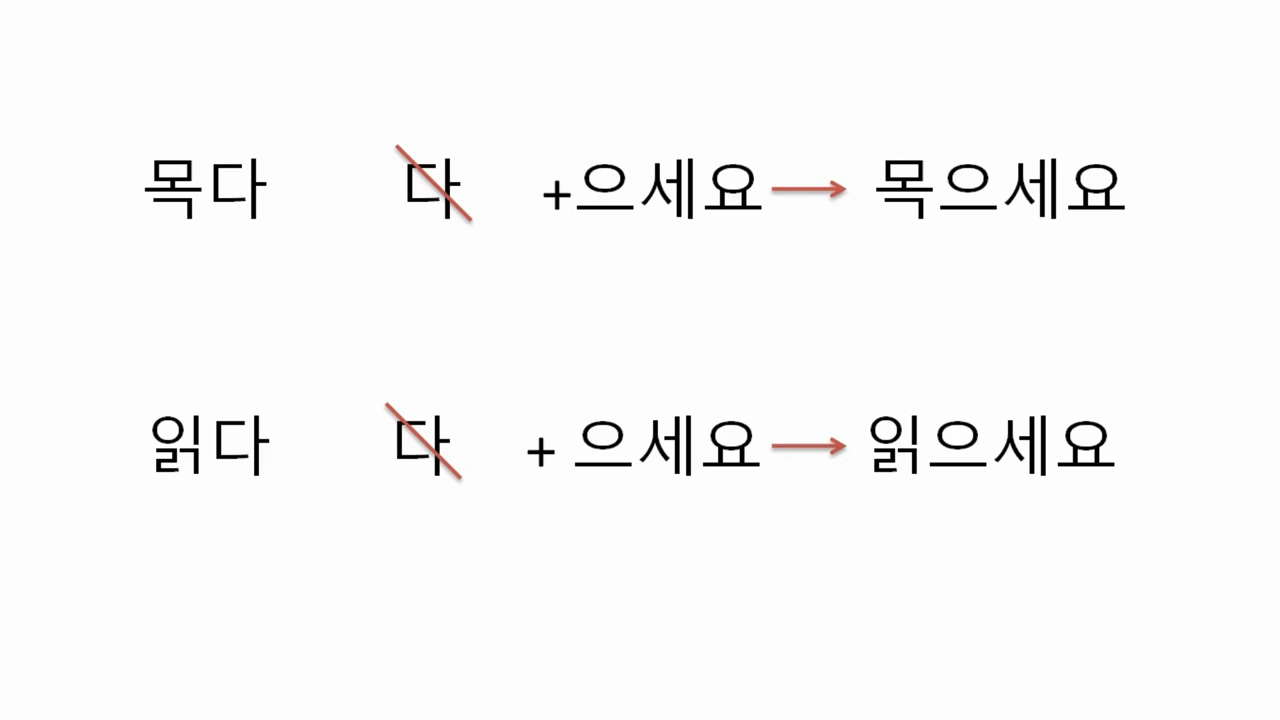 목다 다 +으세요 → 목으세요
읽다 다 + 으세요 → 읽으세요